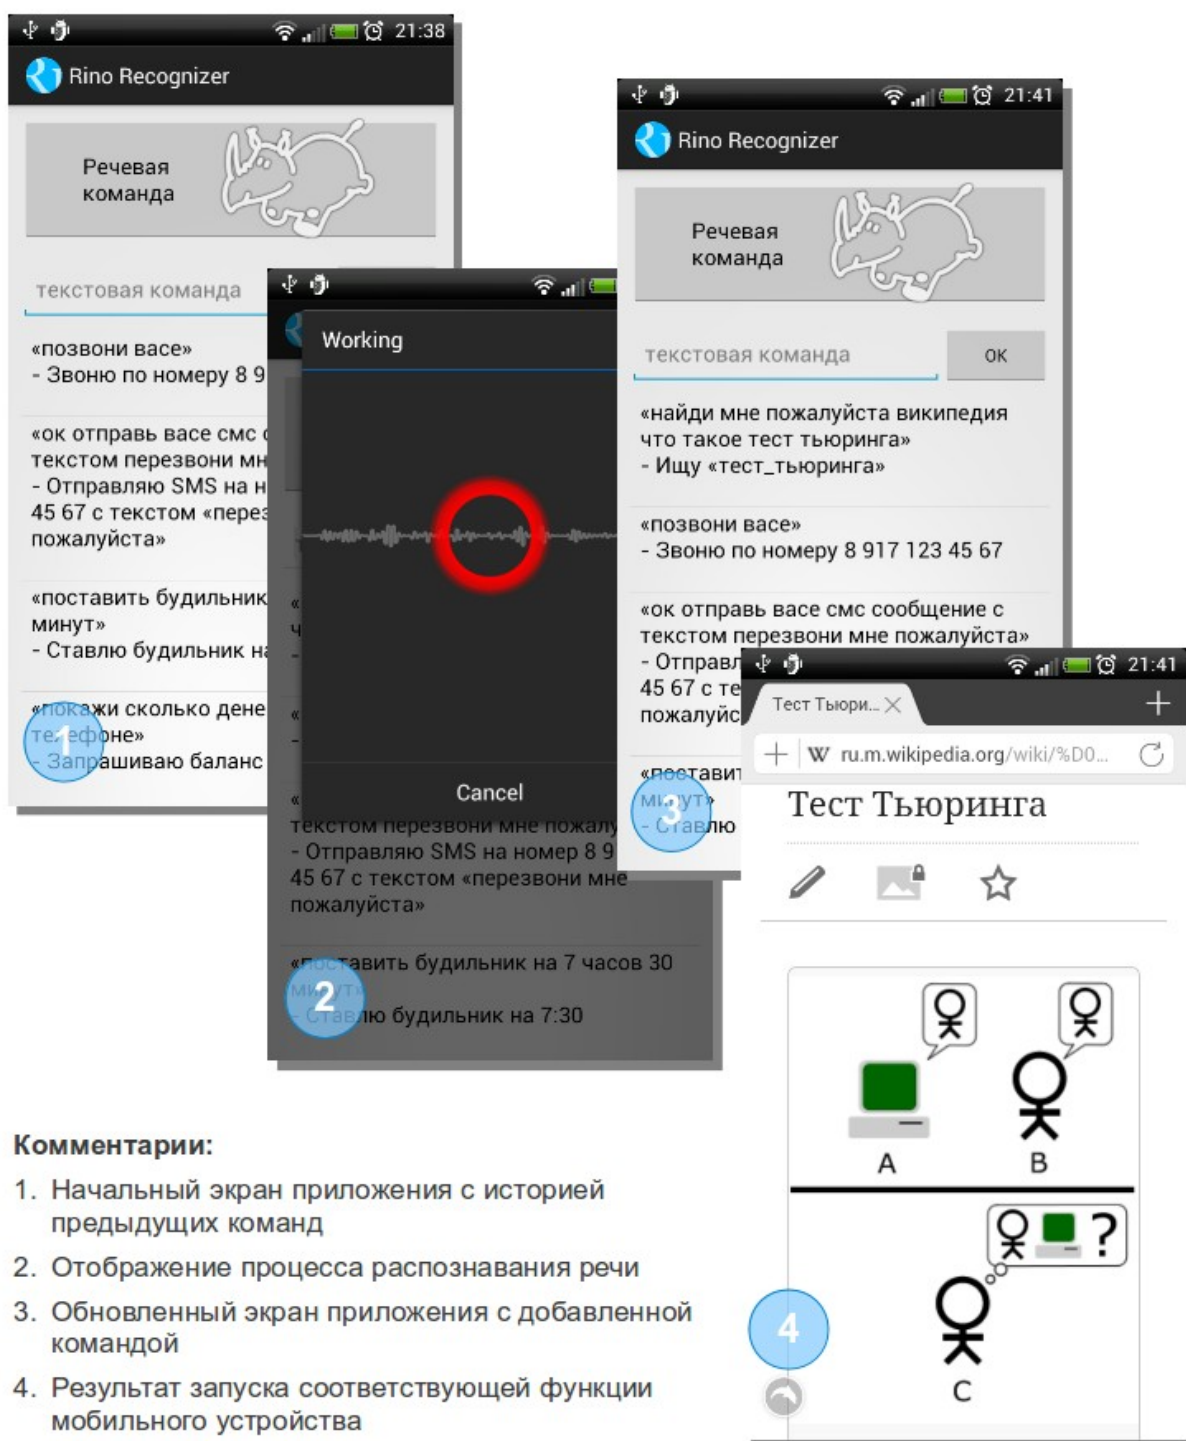 21:38
Rino Recognizer
Речевая
команда
текстовая команда
«позвони васе»
- Звоню по номеру 8 9
«ок отправь васе смс с
текстом перезвони мн
- Отправляю SMS на н
45 67 с текстом «перез
пожалуйста»
«поставить будильник
минут»
- Ставлю будильник на
«покажи сколько дене
телефоне»
- Запрашиваю баланс
1
Working
Cancel
текстом перезвони мне пожалу
- Отправляю SMS на номер 8 9
45 67 с текстом «перезвони мне
пожалуйста»
«поставить будильник на 7 часов 30
минут»
- Ставлю будильник на 7:30
2
21:41
Rino Recognizer
Речевая
команда
текстовая команда
ОК
«найди мне пожалуйста википедия
что такое тест тьюринга»
- Ищу «тест_тьюринга»
«позвони васе»
- Звоню по номеру 8 917 123 45 67
«ок отправь васе смс сообщение с
текстом перезвони мне пожалуйста»
- Отправл
45 67 с те
пожалуйс
«поставит
минут»
- Ставлю
3
21:41
Тест Тьюри...
W ru.m.wikipedia.org/wiki/%D0...
Тест Тьюринга
A B
?
C
4
Комментарии:
1. Начальный экран приложения с историей
предыдущих команд
2. Отображение процесса распознавания речи
3. Обновленный экран приложения с добавленной
командой
4. Результат запуска соответствующей функции
мобильного устройства